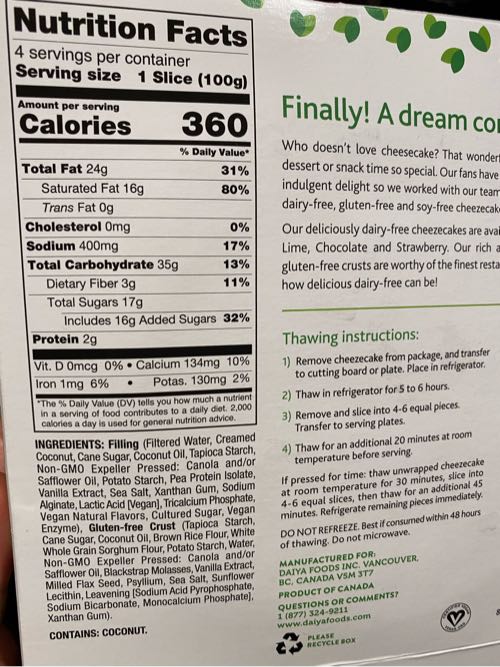 Nutrition Facts
4 servings per container
Serving size 1 Slice (100g)
Amount per serving
Calories 360
% Daily Value*
Total Fat 24g 31%
Saturated Fat 16g 80%
Trans Fat 0g
Cholesterol 0mg 0%
Sodium 400mg 17%
Total Carbohydrate 35g 13%
Dietary Fiber 3g 11%
Total Sugars 17g
Includes 16g Added Sugars 32%
Protein 2g
Vit. D 0mcg 0% • Calcium 134mg 10%
Iron 1mg 6% • Potas. 130mg 2%
*The % Daily Value (DV) tells you how much a nutrient
in a serving of food contributes to a daily diet. 2,000
calories a day is used for general nutrition advice.
INGREDIENTS: Filling (Filtered Water, Creamed
Coconut, Cane Sugar, Coconut Oil, Tapioca Starch,
Non-GMO Expeller Pressed: Canola and/or
Safflower Oil, Potato Starch, Pea Protein Isolate,
Vanilla Extract, Sea Salt, Xanthan Gum, Sodium
Alginate, Lactic Acid [Vegan], Tricalcium Phosphate,
Vegan Natural Flavors, Cultured Sugar, Vegan
Enzyme), Gluten-free Crust (Tapioca Starch,
Cane Sugar, Coconut Oil, Brown Rice Flour, White
Whole Grain Sorghum Flour, Potato Starch, Water,
Non-GMO Expeller Pressed: Canola and/or
Safflower Oil, Blackstrap Molasses, Vanilla Extract,
Milled Flax Seed, Psyllium, Sea Salt, Sunflower
Lecithin, Leavening [Sodium Acid Pyrophosphate,
Sodium Bicarbonate, Monocalcium Phosphate],
Xanthan Gum).
CONTAINS: COCONUT.
Finally! A dream co
Who doesn't love cheesecake? That wonder
dessert or snack time so special. Our fans have
indulgent delight so we worked with our team
dairy-free, gluten-free and soy-free cheesecak
Our deliciously dairy-free cheesecakes are avai
Lime, Chocolate and Strawberry. Our rich a
gluten-free crusts are worthy of the finest resta
how delicious dairy-free can be!
Thawing instructions:
1) Remove cheesecake from package, and transfer
to cutting board or plate. Place in refrigerator.
2) Thaw in refrigerator for 5 to 6 hours.
3) Remove and slice into 4-6 equal pieces.
Transfer to serving plates.
4) Thaw for an additional 20 minutes at room
temperature before serving.
If pressed for time: thaw unwrapped cheesecake
at room temperature for 30 minutes, slice into
4-6 equal slices, then thaw for an additional 45
minutes. Refrigerate remaining pieces immediately.
DO NOT REFREEZE. Best if consumed within 48 hours
of thawing. Do not microwave.
MANUFACTURED FOR:
DAIYA FOODS INC. VANCOUVER,
BC, CANADA V5M 3T7
PRODUCT OF CANADA
QUESTIONS OR COMMENTS?
1 (877) 324-9211
www.daiyafoods.com
PLEASE
RECYCLE BOX